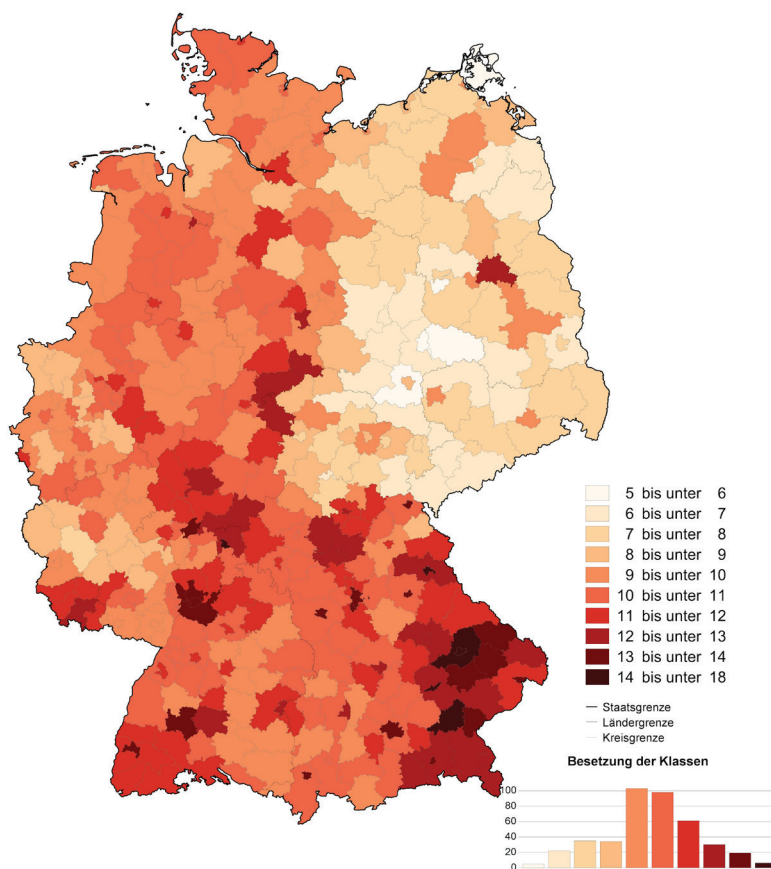 5 bis unter 6
6 bis unter 7
7 bis unter 8
8 bis unter 9
9 bis unter 10
10 bis unter 11
11 bis unter 12
12 bis unter 13
13 bis unter 14
14 bis unter 18
Staatsgrenze
Ländergrenze
Kreisgrenze
Besetzung der Klassen
100
80
60
40
20
0